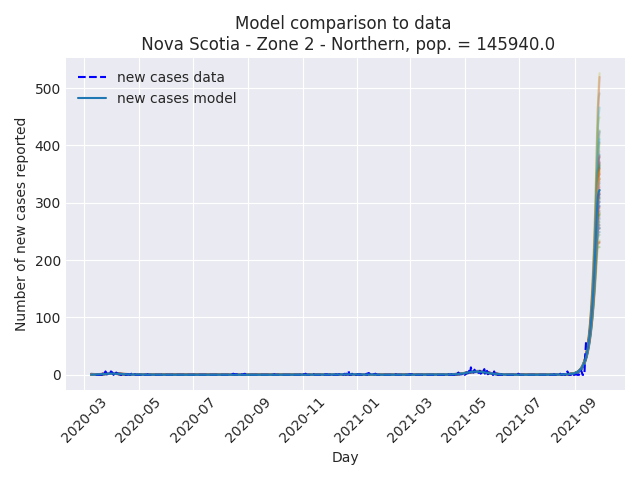 Model comparison to data
Nova Scotia - Zone 2 - Northern, pop. = 145940.0
new cases data
new cases model
Number of new cases reported
500
400
300
200
100
0
2020-03
2020-05
2020-07
2020-09
2020-11
2021-01
2021-03
2021-05
2021-07
2021-09
Day